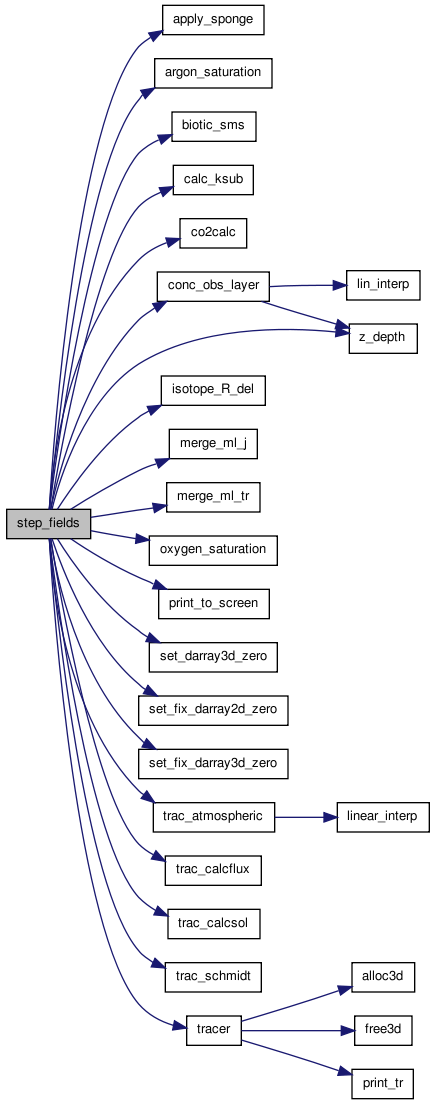 apply_sponge
argon_saturation
biotic_sms
calc_ksub
co2calc
conc_obs_layer
lin_interp
z_depth
isotope_R_del
merge_ml_j
merge_ml_tr
step_fields
oxygen_saturation
print_to_screen
set_darray3d_zero
set_fix_darray2d_zero
set_fix_darray3d_zero
trac_atmospheric
linear_interp
trac_calcflux
trac_calcsol
trac_schmidt
alloc3d
tracer
free3d
print_tr